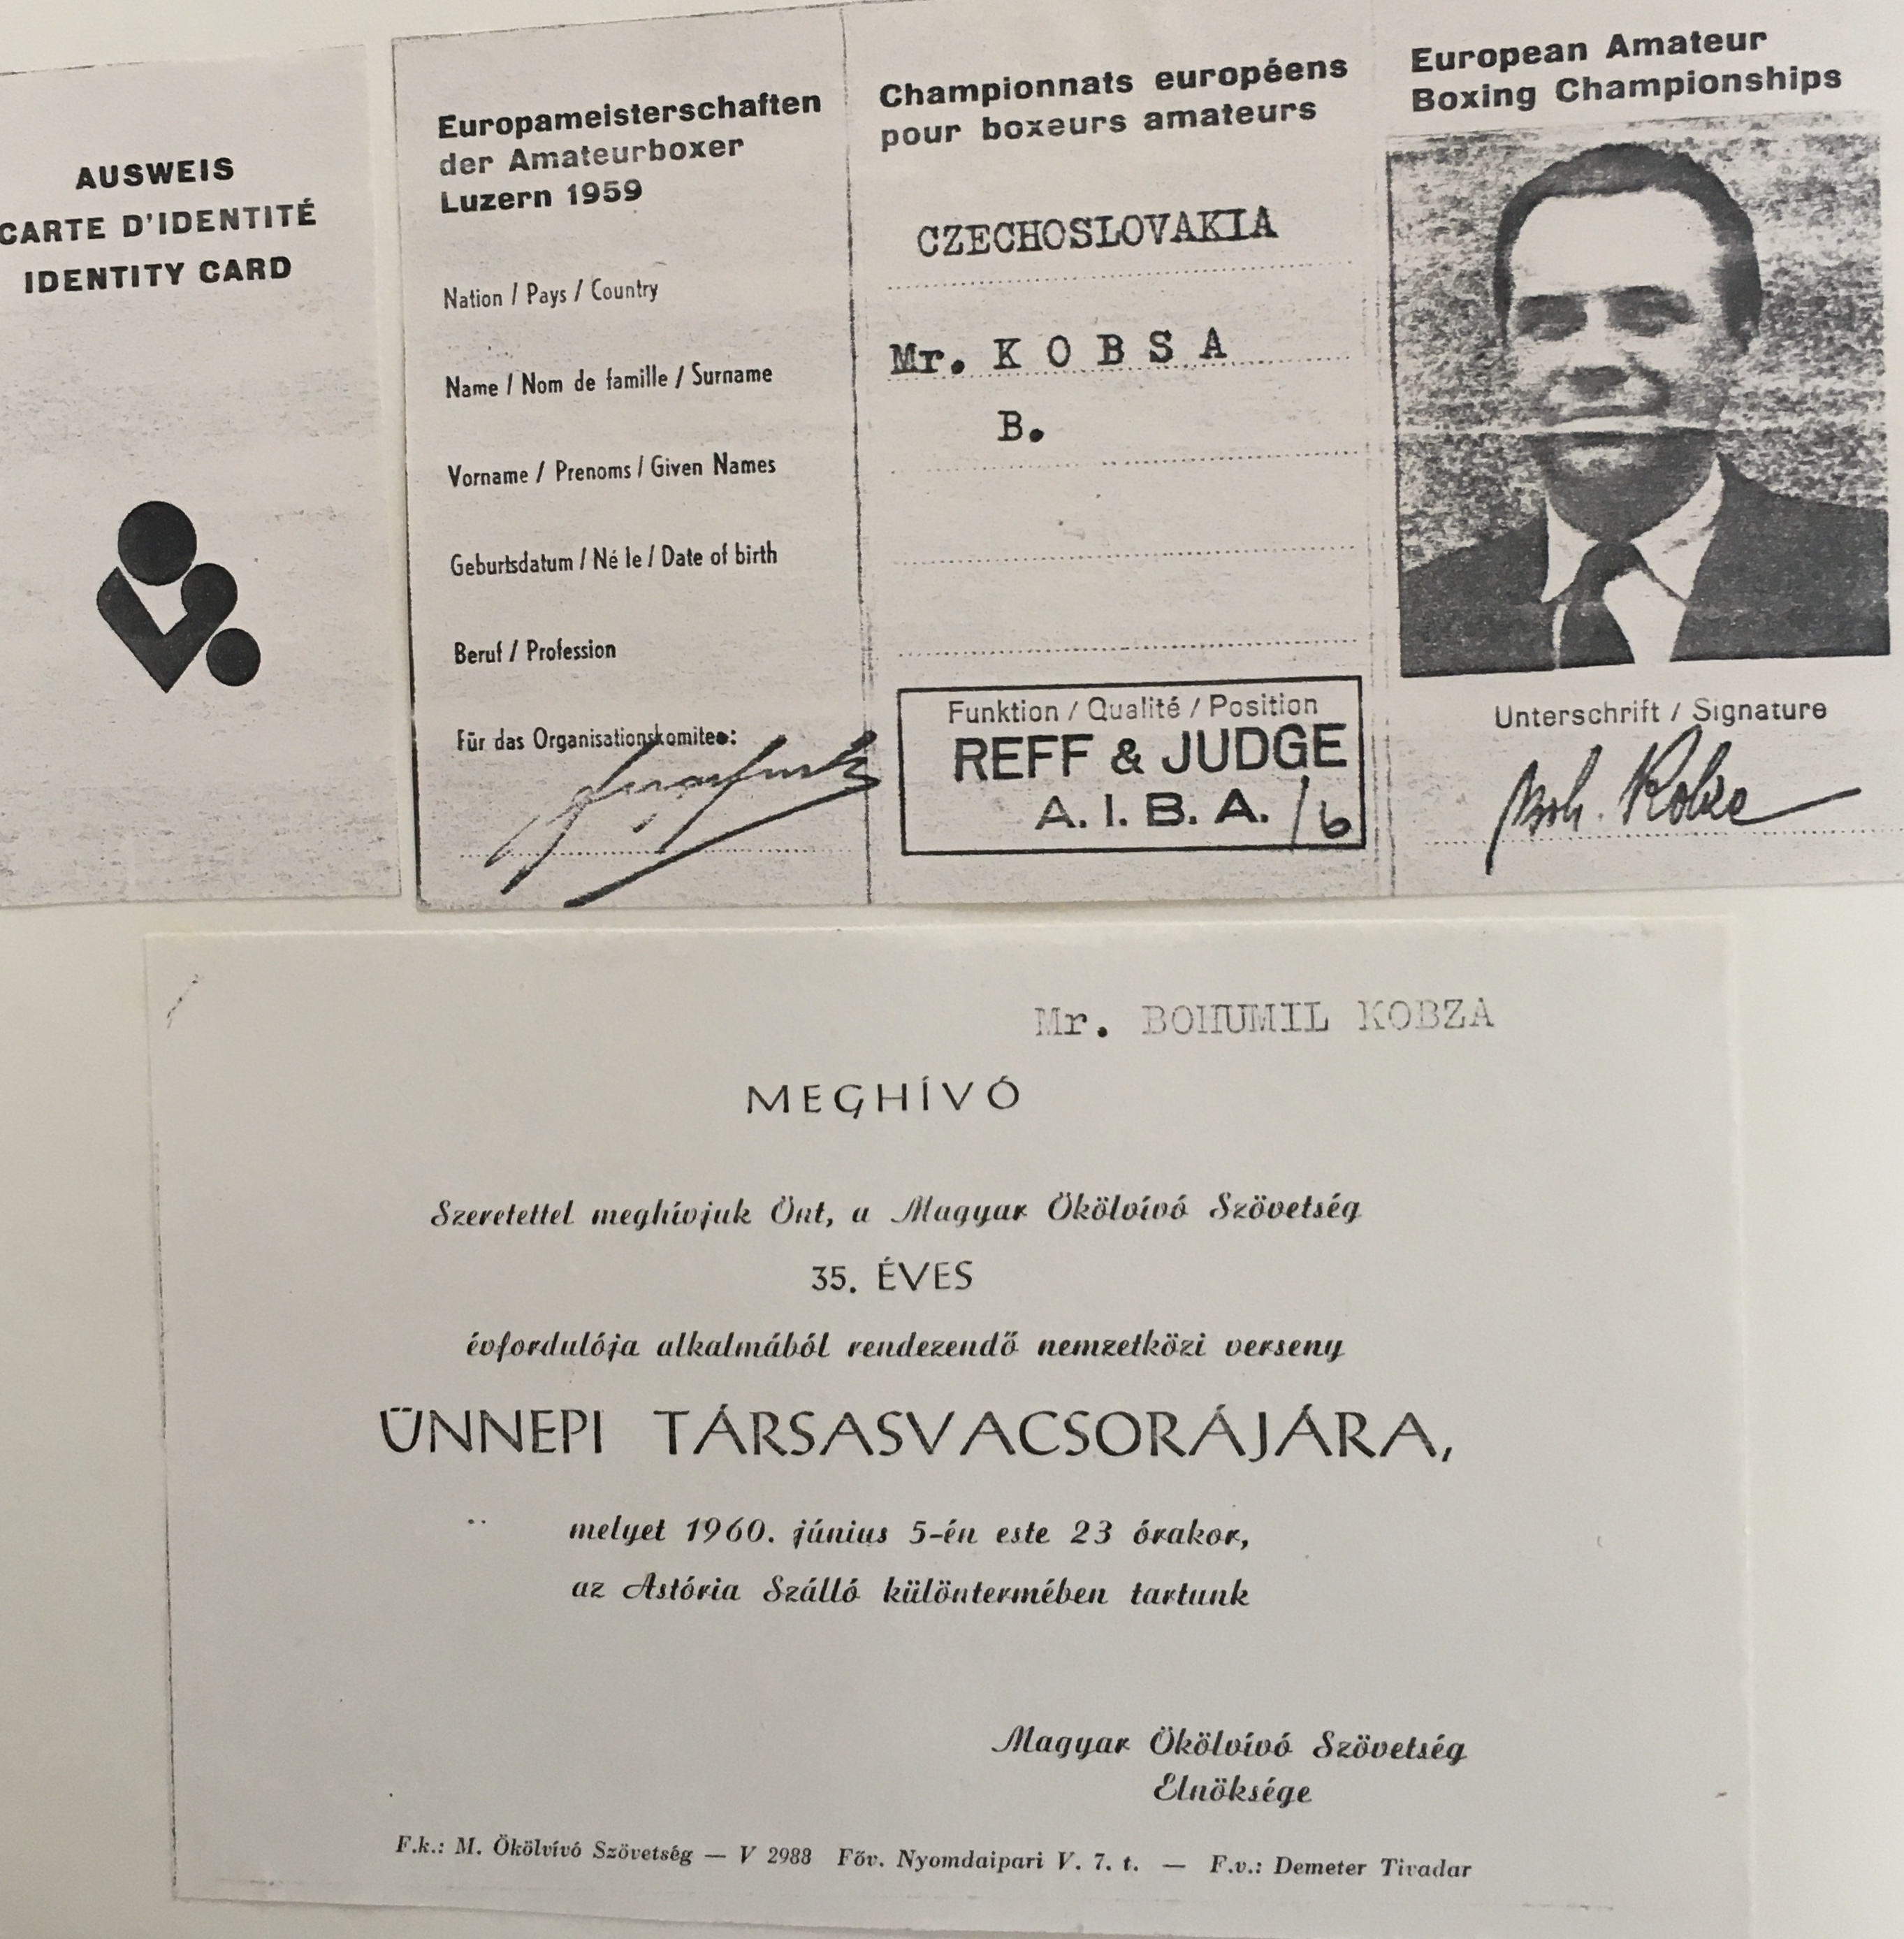 AUSWEIS
CARTE D'IDENTITÉ
IDENTITY CARD
Europameisterschaften
der Amateurboxer
Luzern 1959
Nation / Pays / Country
Name / Nom de famille / Surname
Vorname / Prenoms / Given Names
Geburtsdatum / Né le / Date of birth
Beruf / Profession
Für das Organisationskomitee:
Championnats européens
pour boxeurs amateurs
CZECHOSLOVAKIA
Mr. K O B S A
B.
Funktion / Qualité / Position
REFF & JUDGE
A. I. B. A. /6
European Amateur
Boxing Championships
Unterschrift / Signature
Boh. Kobza
Mr. BOHUMIL KOBZA
MEGHÍVÓ
Szeretettel meghívjuk Önt, a Magyar Ökölvívó Szövetség
35. ÉVES
évfordulója alkalmából rendezendő nemzetközi verseny
ÜNNEPI TÁRSASVACSORÁJÁRA,
melyet 1960. június 5-én este 23 órakor,
az Astória Szálló különtermében tartunk
Magyar Ökölvívó Szövetség
Elnöksége
F.k.: M. Ökölvívó Szövetség — V 2988 Főv. Nyomdaipari V. 7. t. — F.v.: Demeter Tivadar